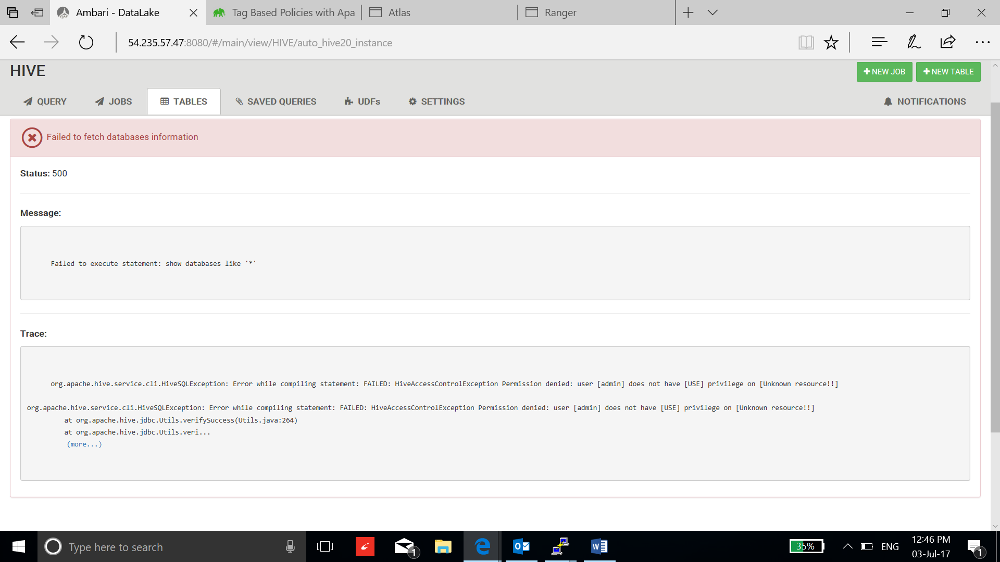 Ambari - DataLake
Tag Based Policies with Apa
Atlas
Ranger
54.235.57.47:8080/#/main/view/HIVE/auto_hive20_instance
HIVE
NEW JOB
NEW TABLE
QUERY
JOBS
TABLES
SAVED QUERIES
UDFs
SETTINGS
NOTIFICATIONS
Failed to fetch databases information
Status: 500
Message:
Failed to execute statement: show databases like '*'
Trace:
org.apache.hive.service.cli.HiveSQLException: Error while compiling statement: FAILED: HiveAccessControlException Permission denied: user [admin] does not have [USE] privilege on [Unknown resource!!]
org.apache.hive.service.cli.HiveSQLException: Error while compiling statement: FAILED: HiveAccessControlException Permission denied: user [admin] does not have [USE] privilege on [Unknown resource!!]
at org.apache.hive.jdbc.Utils.verifySuccess(Utils.java:264)
at org.apache.hive.jdbc.Utils.veri...
(more...)
Type here to search
1
35%
ENG
12:46 PM
03-Jul-17
1